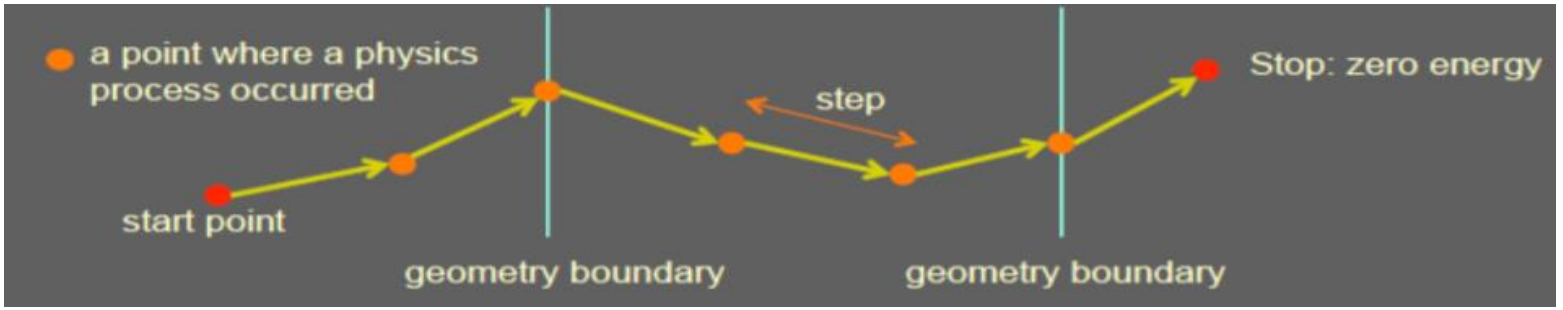 a point where a physics
process occurred
Stop: zero energy
step
start point
geometry boundary
geometry boundary